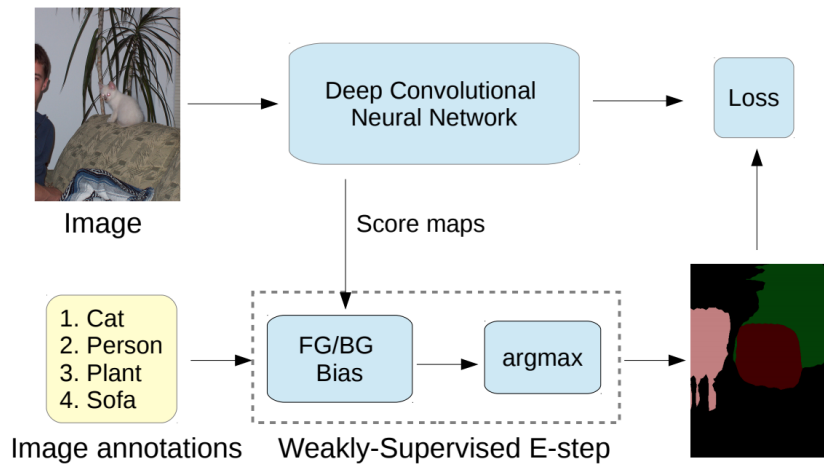 Deep Convolutional
Neural Network
Loss
Image
Score maps
1. Cat
2. Person
3. Plant
4. Sofa
FG/BG
Bias
argmax
Image annotations
Weakly-Supervised E-step